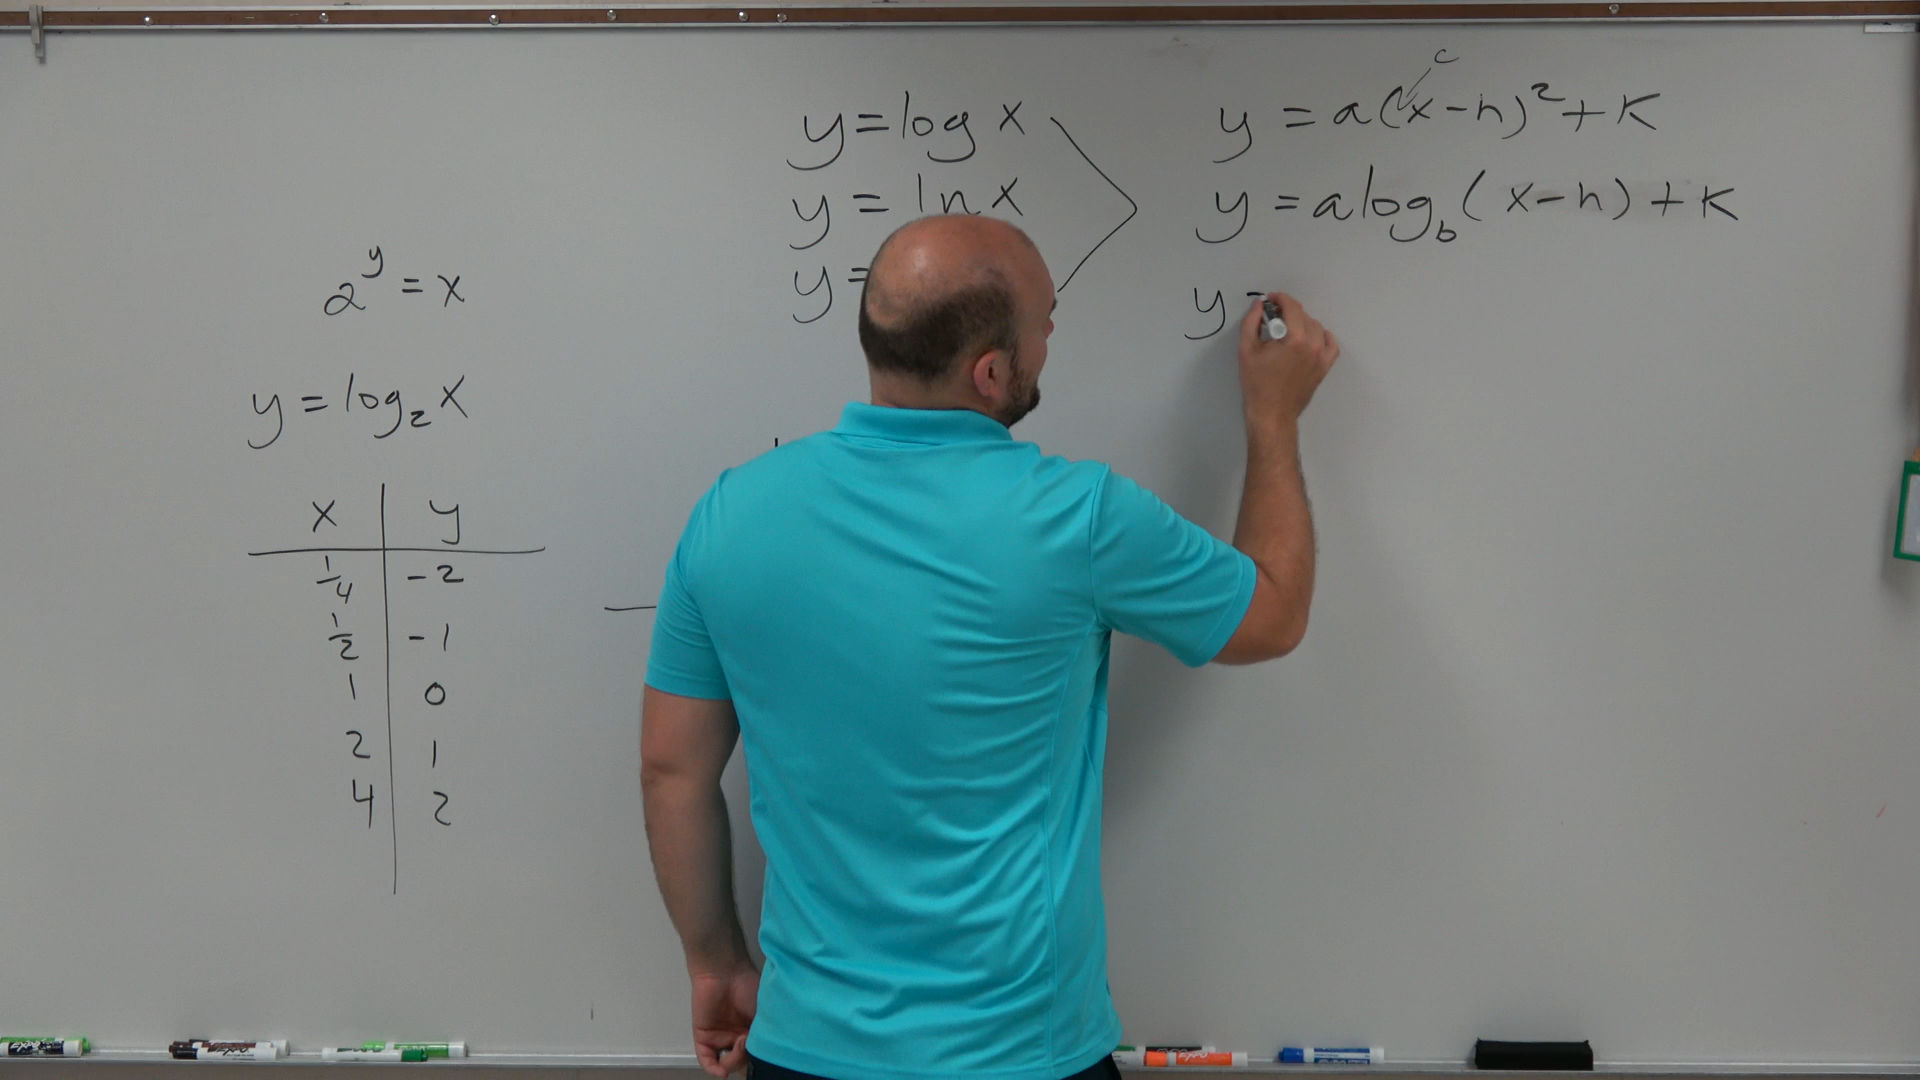 2^y = x
y = log₂ x
x | y
1/4 | -2
1/2 | -1
1 | 0
2 | 1
4 | 2
y = log x
y = ln x
y =
c
y = a(x-h)² + k
y = a log_b (x-h) + k
y =